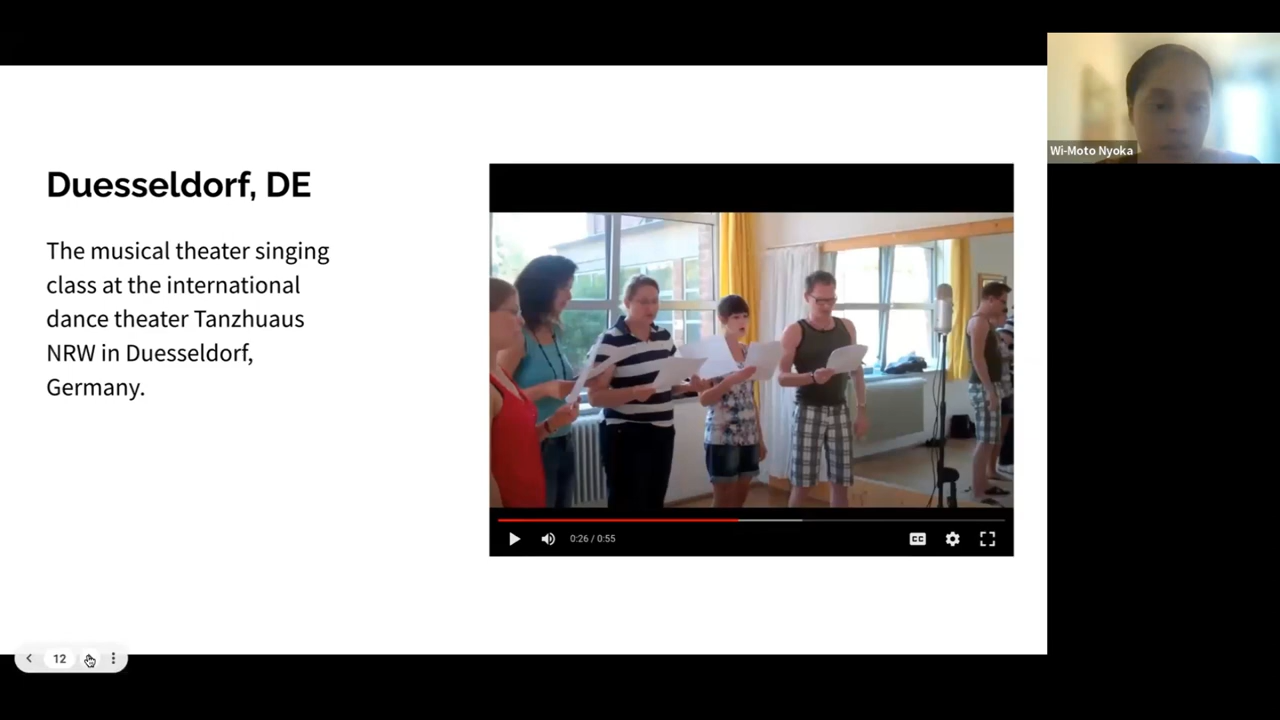 Wi-Moto Nyoka
Duesseldorf, DE
The musical theater singing
class at the international
dance theater Tanzhuaus
NRW in Duesseldorf,
Germany.
0:26 / 0:55
CC
12